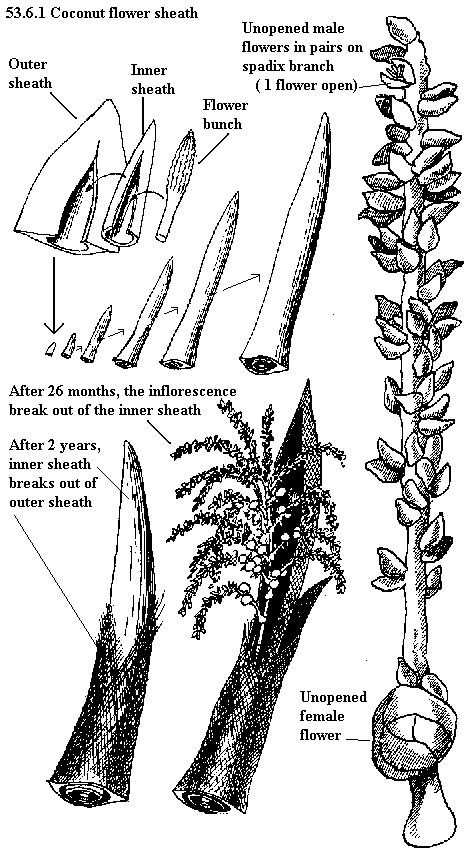 53.6.1 Coconut flower sheath
Unopened male
flowers in pairs on
spadix branch
( 1 flower open)
Outer
sheath
Inner
sheath
Flower
bunch
After 26 months, the inflorescence
break out of the inner sheath
After 2 years,
inner sheath
breaks out of
outer sheath
Unopened
female
flower